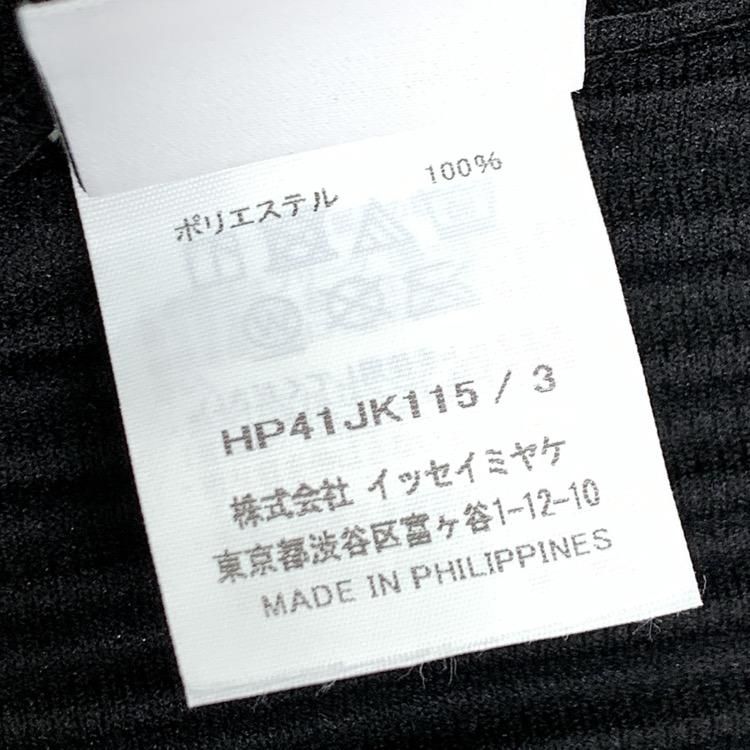 ポリエステル 100%
HP41JK115 / 3
株式会社 イッセイミヤケ
東京都渋谷区富ヶ谷1-12-10
MADE IN PHILIPPINES